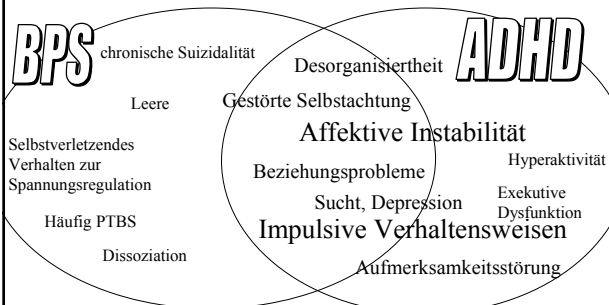 BPS
ADHD
chronische Suizidalität
Desorganisiertheit
Leere
Gestörte Selbstachtung
Affektive Instabilität
Selbstverletzendes
Verhalten zur
Spannungsregulation
Beziehungsprobleme
Hyperaktivität
Sucht, Depression
Exekutive
Dysfunktion
Häufig PTBS
Impulsive Verhaltensweisen
Dissoziation
Aufmerksamkeitsstörung